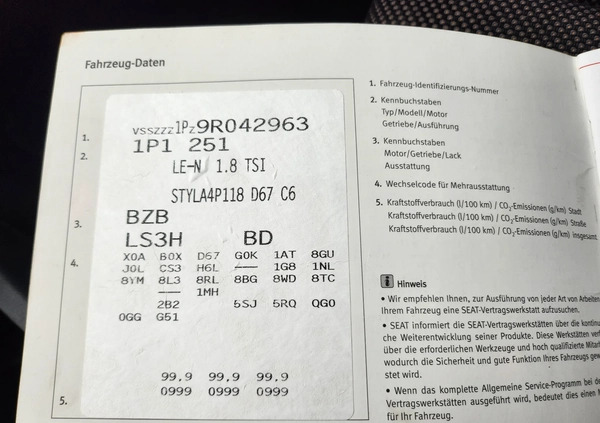 Fahrzeug-Daten
1.
vsszzz1Pz9R042963
1P1 251
2.
LE-N 1.8 TSI
STYLA4P118 D67 C6
3.
BZB
LS3H BD
4.
X0A B0X D67 G0K 1AT 8GU
J0L CS3 H6L —— 1G8 1NL
8YM 8L3 8RL 8BG 8WD 8TC
—— 1MH
2B2 5SJ 5RQ QG0
0GG G51
99,9 99,9 99,9
0999 0999 0999
5.
1. Fahrzeug-Identifizierungs-Nummer
2. Kennbuchstaben
Typ/Modell/Motor
Getriebe/Ausführung
3. Kennbuchstaben
Motor/Getriebe/Lack
Ausstattung
4. Wechselcode für Mehrausstattung
5. Kraftstoffverbrauch (l/100 km) / CO₂-Emissionen (g/km) Stadt
Kraftstoffverbrauch (l/100 km) / CO₂-Emissionen (g/km) Straße
Kraftstoffverbrauch (l/100 km) / CO₂-Emissionen (g/km) insgesamt
i Hinweis
• Wir empfehlen Ihnen, zur Ausführung von jeder Art von Arbeiten
Ihrem Fahrzeug eine SEAT-Vertragswerkstatt aufzusuchen.
• SEAT informiert die SEAT-Vertragswerkstätten über die kontinu
che Weiterentwicklung seiner Produkte. Diese Werkstätten verf
über die erforderlichen Werkzeuge und hoch qualifizierte Mitarb
wodurch die Sicherheit und gute Funktion Ihres Fahrzeugs gew
stet wird.
• Wenn das komplette Allgemeine Service-Programm bei de
Vertragswerkstätten ausgeführt wird, bedeutet dies einen
für Ihr Fahrzeug.